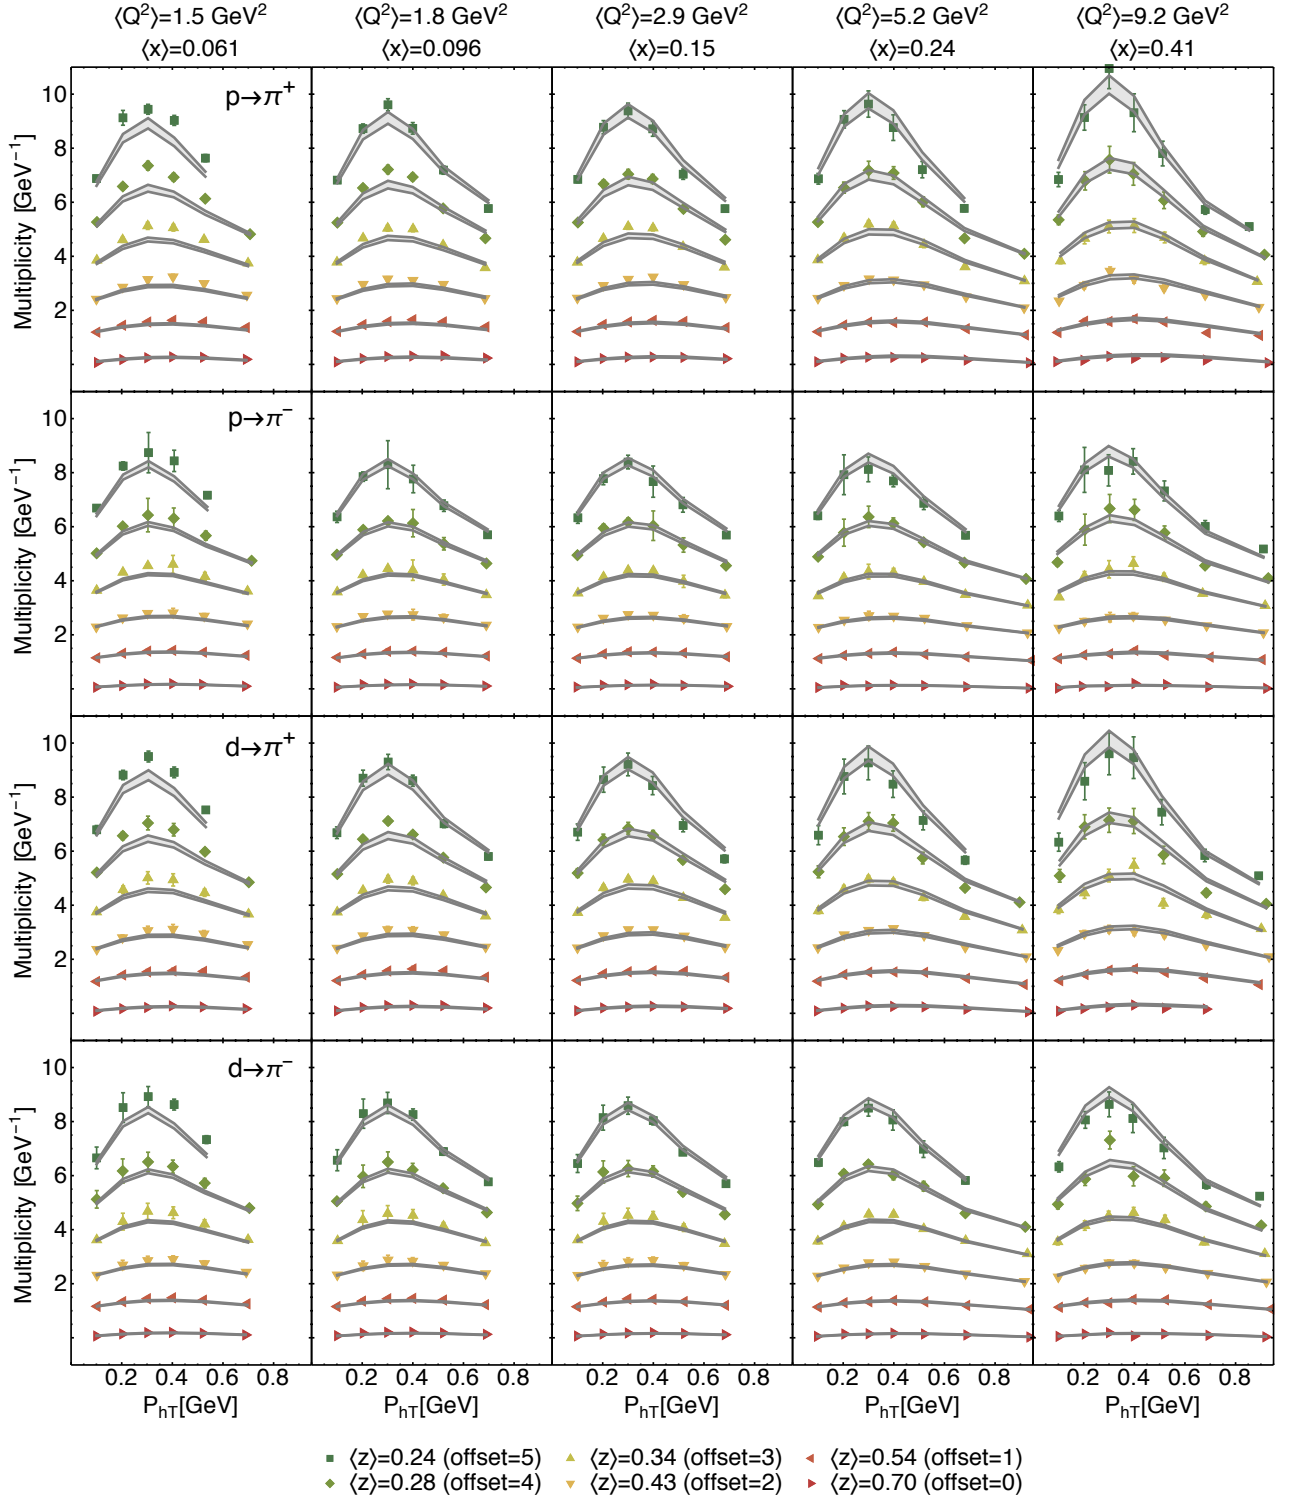 ⟨Q²⟩=1.5 GeV² ⟨Q²⟩=1.8 GeV² ⟨Q²⟩=2.9 GeV² ⟨Q²⟩=5.2 GeV² ⟨Q²⟩=9.2 GeV²
⟨x⟩=0.061 ⟨x⟩=0.096 ⟨x⟩=0.15 ⟨x⟩=0.24 ⟨x⟩=0.41
Multiplicity [GeV⁻¹]
10
8
6
4
2
p→π⁺
Multiplicity [GeV⁻¹]
10
8
6
4
2
p→π⁻
Multiplicity [GeV⁻¹]
10
8
6
4
2
d→π⁺
Multiplicity [GeV⁻¹]
10
8
6
4
2
d→π⁻
0.2 0.4 0.6 0.8 0.2 0.4 0.6 0.8 0.2 0.4 0.6 0.8 0.2 0.4 0.6 0.8 0.2 0.4 0.6 0.8
P_hT[GeV] P_hT[GeV] P_hT[GeV] P_hT[GeV] P_hT[GeV]
⟨z⟩=0.24 (offset=5) ⟨z⟩=0.34 (offset=3) ⟨z⟩=0.54 (offset=1)
⟨z⟩=0.28 (offset=4) ⟨z⟩=0.43 (offset=2) ⟨z⟩=0.70 (offset=0)